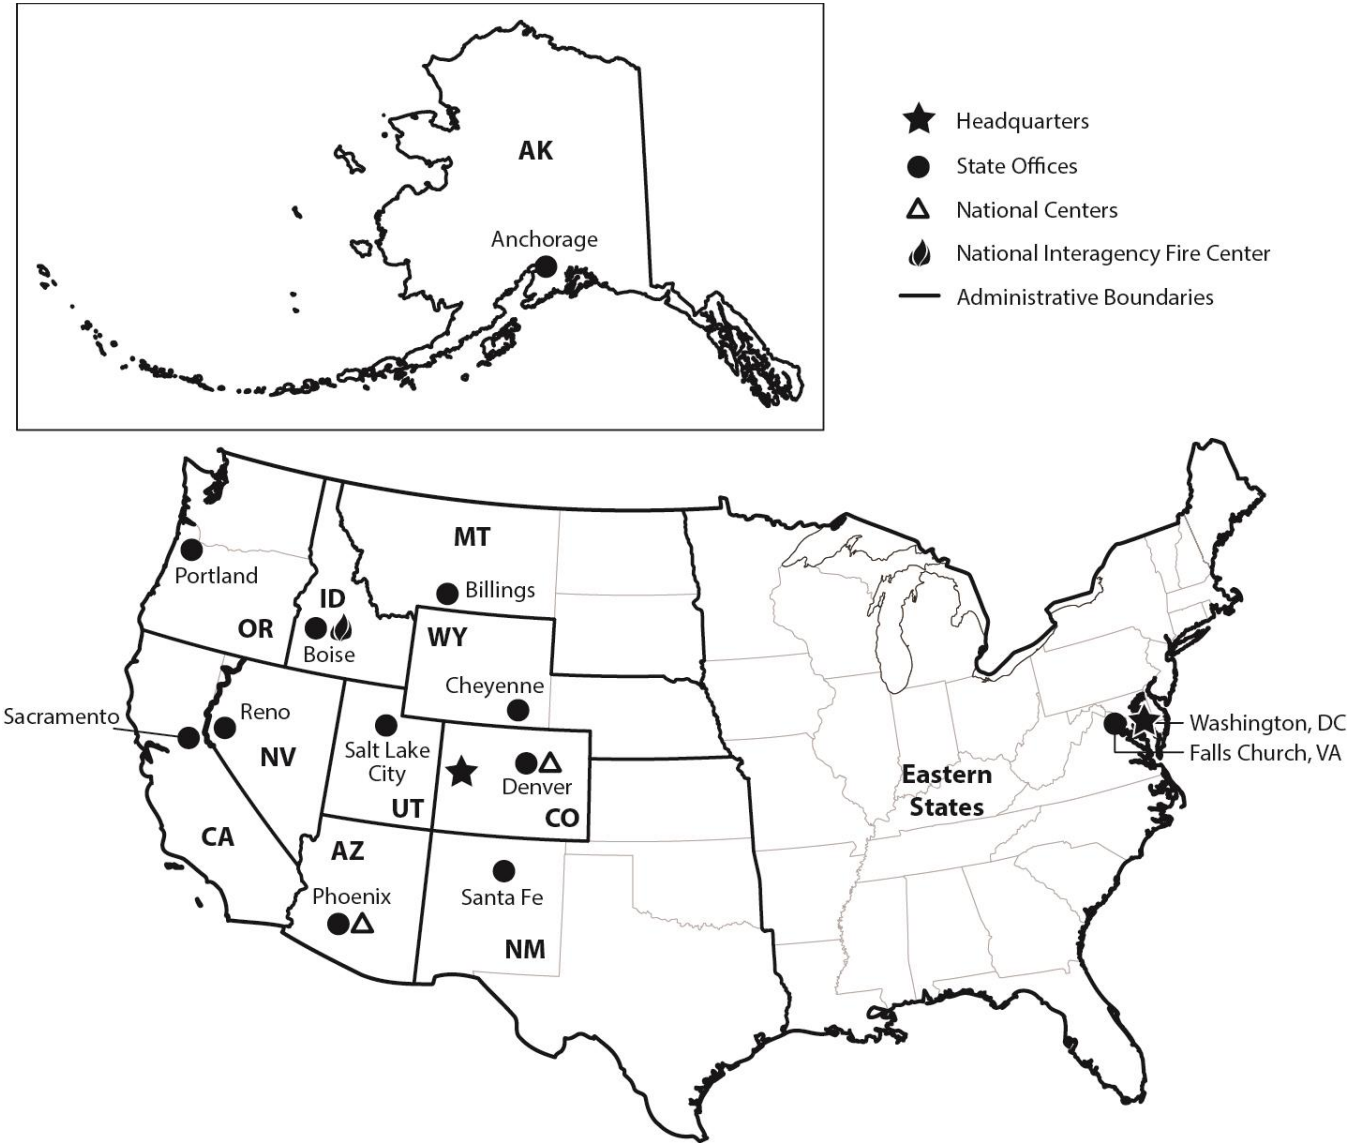 AK
Anchorage
Headquarters
State Offices
National Centers
National Interagency Fire Center
Administrative Boundaries
MT
Billings
Portland
ID
OR
Boise
WY
Cheyenne
Sacramento
Reno
NV
Salt Lake
City
UT
Denver
CO
Washington, DC
Falls Church, VA
Eastern
States
CA
AZ
Phoenix
Santa Fe
NM